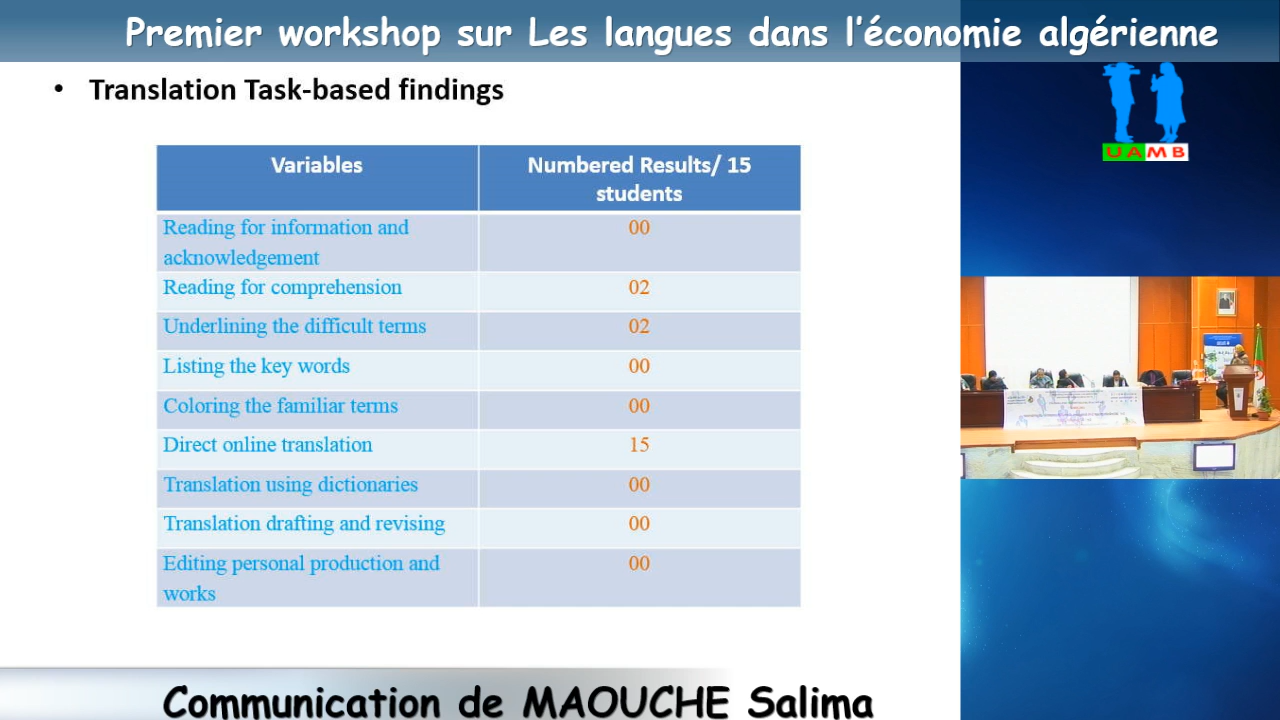 Premier workshop sur Les langues dans l'économie algérienne
• Translation Task-based findings
Variables
Numbered Results/ 15
students
Reading for information and
acknowledgement
00
Reading for comprehension
02
Underlining the difficult terms
02
Listing the key words
00
Coloring the familiar terms
00
Direct online translation
15
Translation using dictionaries
00
Translation drafting and revising
00
Editing personal production and
works
00
UAMB
Communication de MAOUCHE Salima